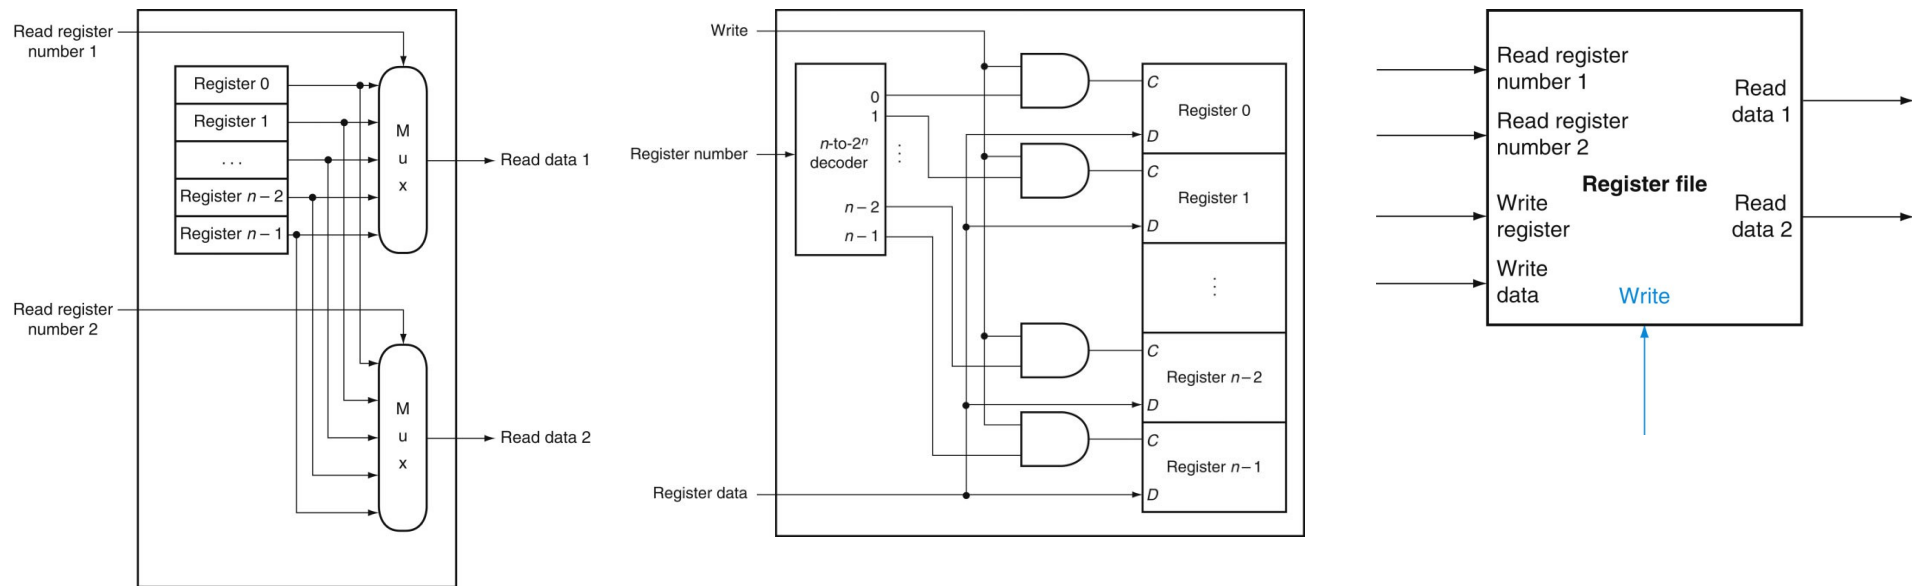 Read register
number 1
Register 0
Register 1
. . .
Register n – 2
Register n – 1
M
u
x
Read data 1
Read register
number 2
M
u
x
Read data 2
Write
Register number
n-to-2ⁿ
decoder
0
1
⋮
n – 2
n – 1
C
Register 0
D
C
Register 1
D
⋮
C
Register n – 2
D
C
Register n – 1
D
Register data
Read register
number 1
Read register
number 2
Register file
Write
register
Write
data
Write
Read
data 1
Read
data 2